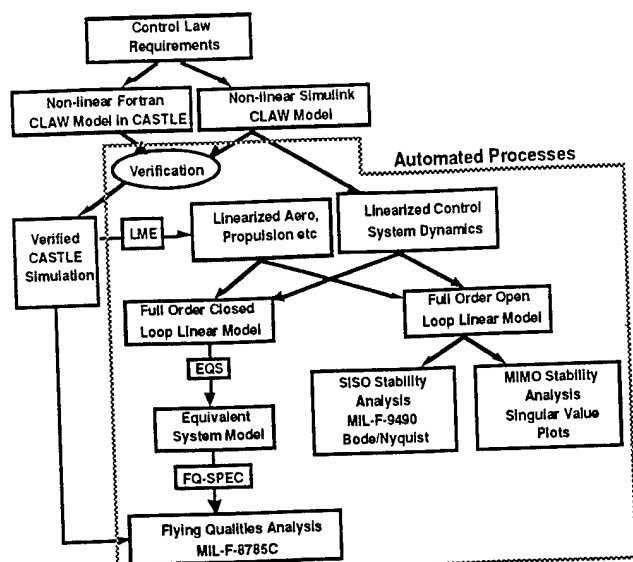 Control Law
Requirements
Non-linear Fortran
CLAW Model in CASTLE
Non-linear Simulink
CLAW Model
Automated Processes
Verification
Verified
CASTLE
Simulation
LME
Linearized Aero,
Propulsion etc
Linearized Control
System Dynamics
Full Order Closed
Loop Linear Model
Full Order Open
Loop Linear Model
EQS
SISO Stability
Analysis
MIL-F-9490
Bode/Nyquist
MIMO Stability
Analysis
Singular Value
Plots
Equivalent
System Model
FQ-SPEC
Flying Qualities Analysis
MIL-F-8785C